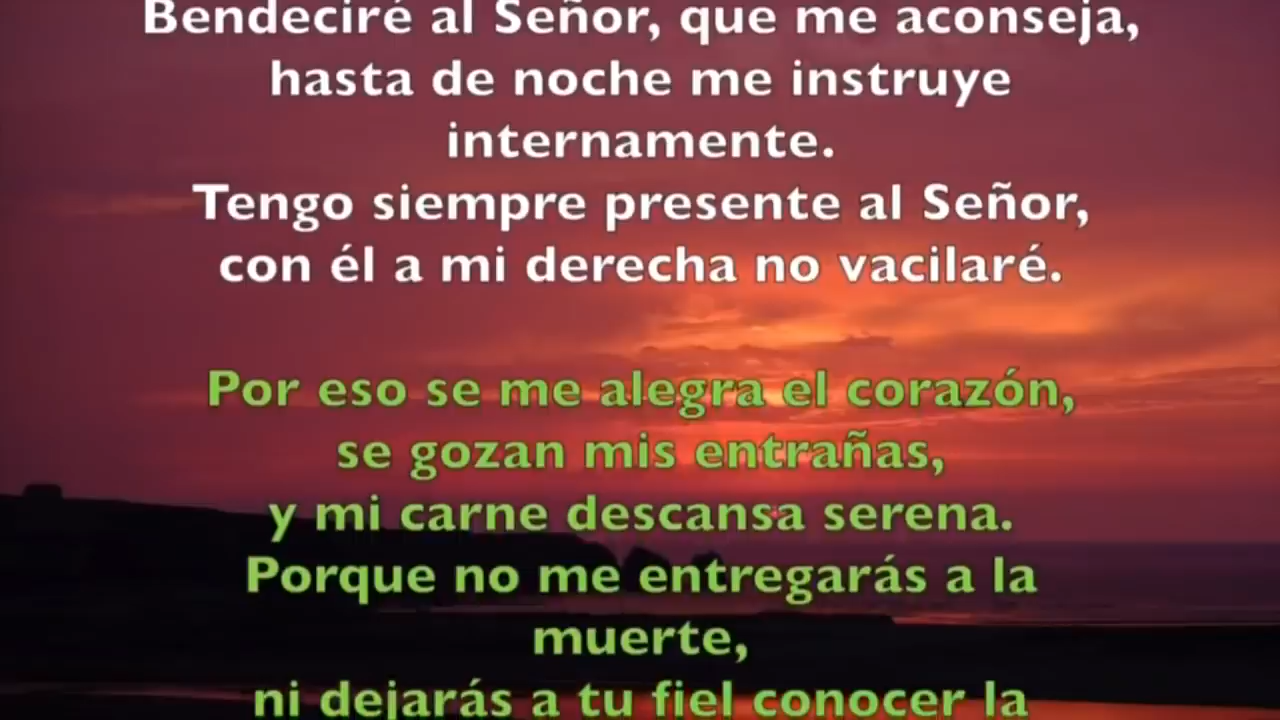 Bendeciré al Señor, que me aconseja,
hasta de noche me instruye
internamente.
Tengo siempre presente al Señor,
con él a mi derecha no vacilaré.
Por eso se me alegra el corazón,
se gozan mis entrañas,
y mi carne descansa serena.
Porque no me entregarás a la
muerte,
ni dejarás a tu fiel conocer la